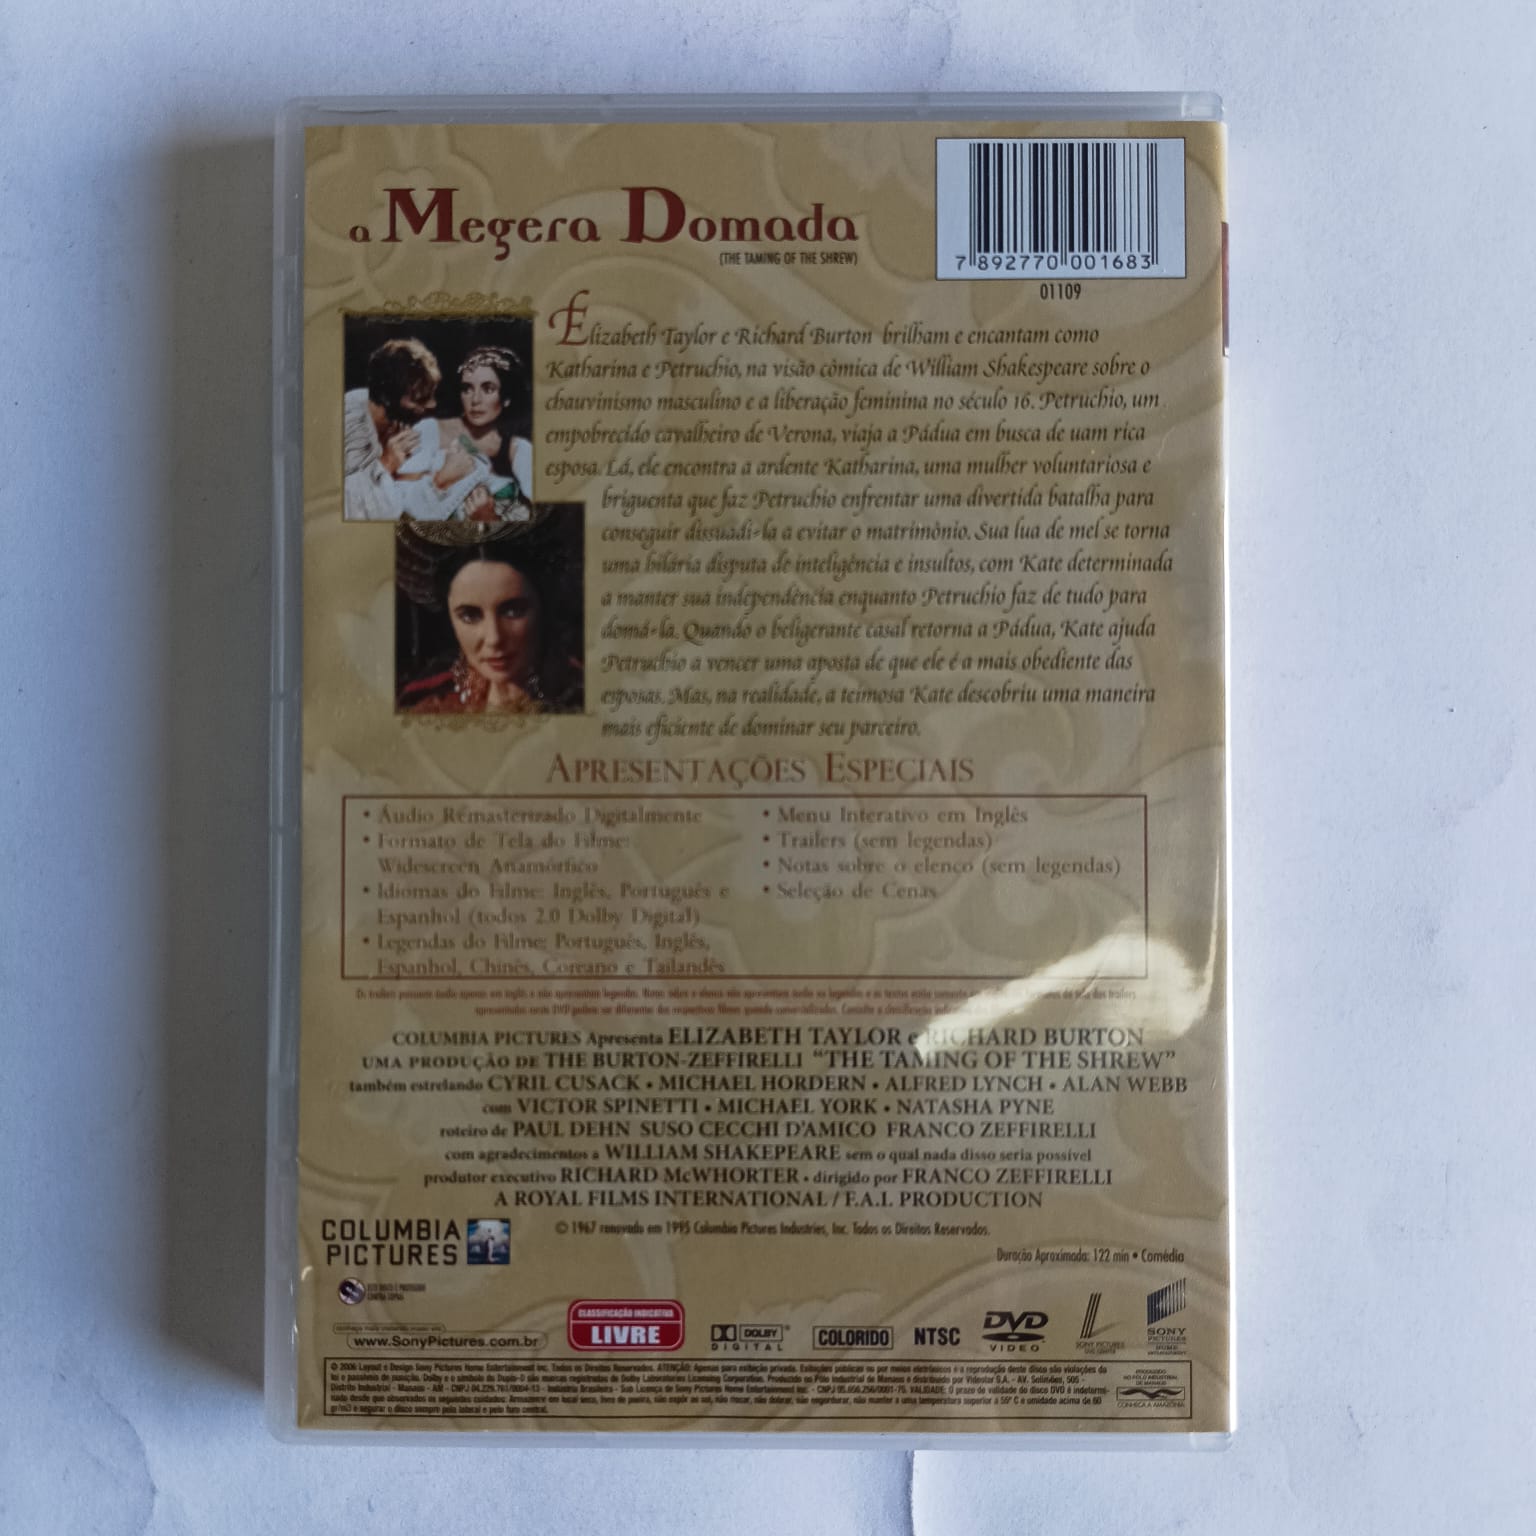 a Megera Domada
(THE TAMING OF THE SHREW)
7 892770 001683
01109
Elizabeth Taylor e Richard Burton brilham e encantam como
Katharina e Petruchio, na visão cômica de William Shakespeare sobre o
chauvinismo masculino e a liberação feminina no século 16. Petruchio, um
empobrecido cavalheiro de Verona, viaja a Pádua em busca de uam rica
esposa. Lá, ele encontra a ardente Katharina, uma mulher voluntariosa e
briguenta que faz Petruchio enfrentar uma divertida batalha para
conseguir dissuadi-la a evitar o matrimônio. Sua lua de mel se torna
uma hilária disputa de inteligência e insultos, com Kate determinada
a manter sua independência enquanto Petruchio faz de tudo para
domá-la. Quando o beligerante casal retorna a Pádua, Kate ajuda
Petruchio a vencer uma aposta de que ele é a mais obediente das
esposas. Mas, na realidade, a teimosa Kate descobriu uma maneira
mais eficiente de dominar seu parceiro.
APRESENTAÇÕES ESPECIAIS
• Áudio Remasterizado Digitalmente
• Formato de Tela do Filme:
Widescreen Anamórfico
• Idiomas do Filme: Inglês, Português e
Espanhol (todos 2.0 Dolby Digital)
• Legendas do Filme: Português, Inglês,
Espanhol, Chinês, Coreano e Tailandês
• Menu Interativo em Inglês
• Trailers (sem legendas)
• Notas sobre o elenco (sem legendas)
• Seleção de Cenas
COLUMBIA PICTURES Apresenta ELIZABETH TAYLOR e RICHARD BURTON
UMA PRODUÇÃO DE THE BURTON-ZEFFIRELLI "THE TAMING OF THE SHREW"
também estrelando CYRIL CUSACK • MICHAEL HORDERN • ALFRED LYNCH • ALAN WEBB
com VICTOR SPINETTI • MICHAEL YORK • NATASHA PYNE
roteiro de PAUL DEHN SUSO CECCHI D'AMICO FRANCO ZEFFIRELLI
com agradecimentos a WILLIAM SHAKEPEARE sem o qual nada disso seria possível
produtor executivo RICHARD McWHORTER • dirigido por FRANCO ZEFFIRELLI
A ROYAL FILMS INTERNATIONAL / F.A.I. PRODUCTION
COLUMBIA
PICTURES
© 1967 renovado em 1995 Columbia Pictures Industries, Inc. Todos os Direitos Reservados.
Duração Aproximada: 122 min • Comédia
www.SonyPictures.com.br
CLASSIFICAÇÃO INDICATIVA
LIVRE
DOLBY
DIGITAL
COLORIDO
NTSC
DVD
VIDEO
SONY
PICTURES